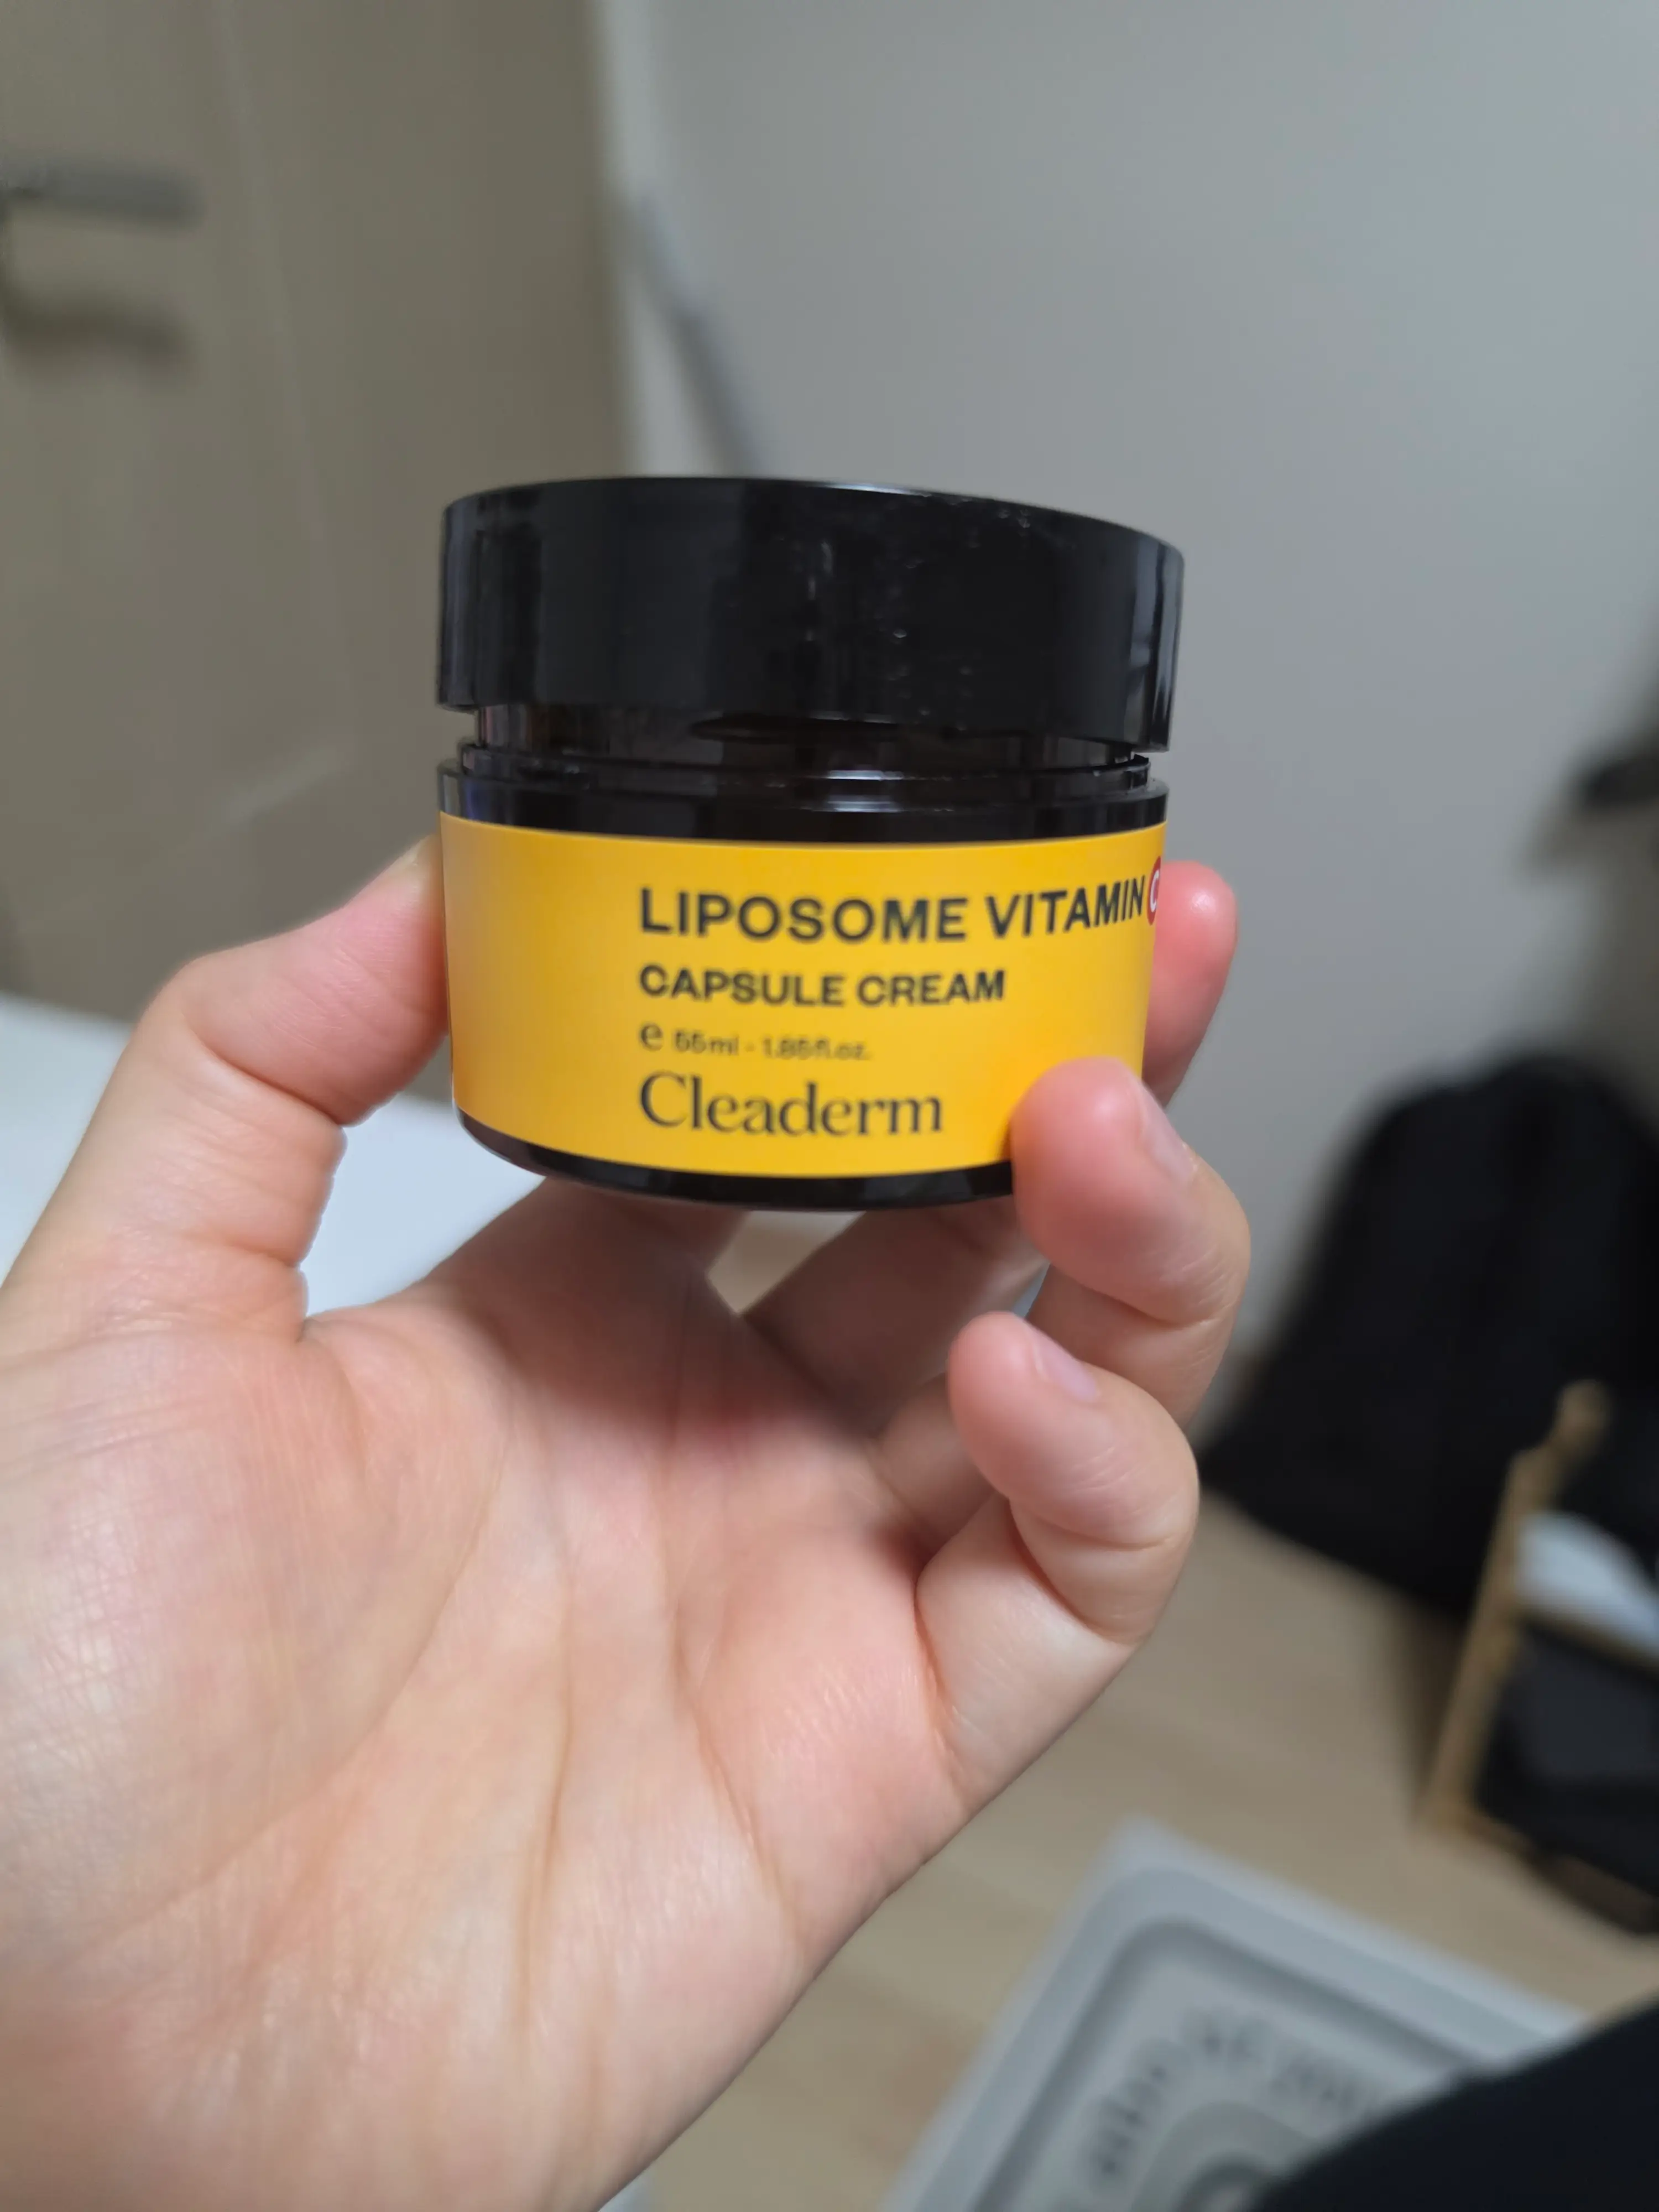 LIPOSOME VITAMIN C
CAPSULE CREAM
e 55ml · 1.85fl.oz.
Cleaderm